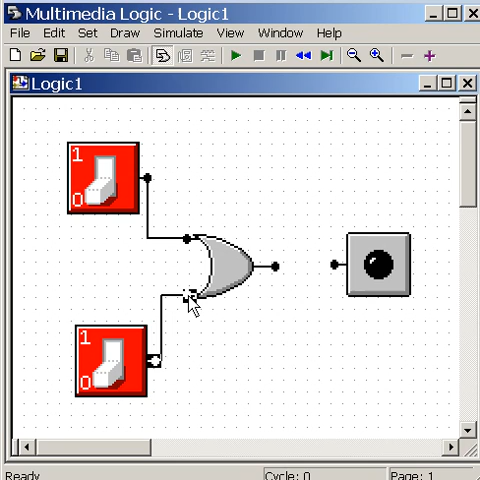 Multimedia Logic - Logic1
File Edit Set Draw Simulate View Window Help
Logic1
1
0
1
0
Ready Cycle: 0 Page: 1